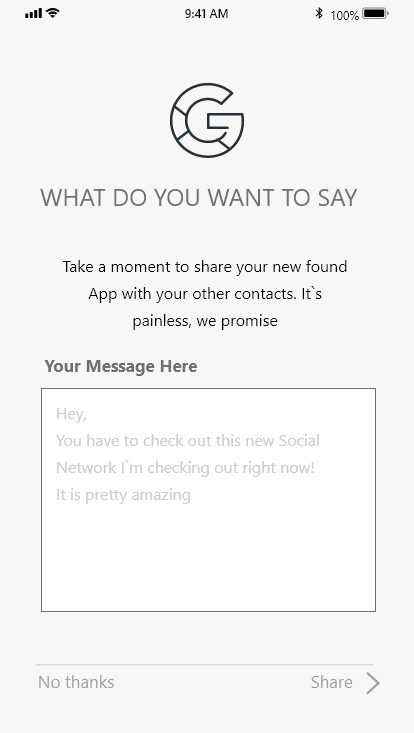 9:41 AM
100%
G
WHAT DO YOU WANT TO SAY
Take a moment to share your new found
App with your other contacts. It`s
painless, we promise
Your Message Here
Hey,
You have to check out this new Social
Network I`m checking out right now!
It is pretty amazing
No thanks
Share